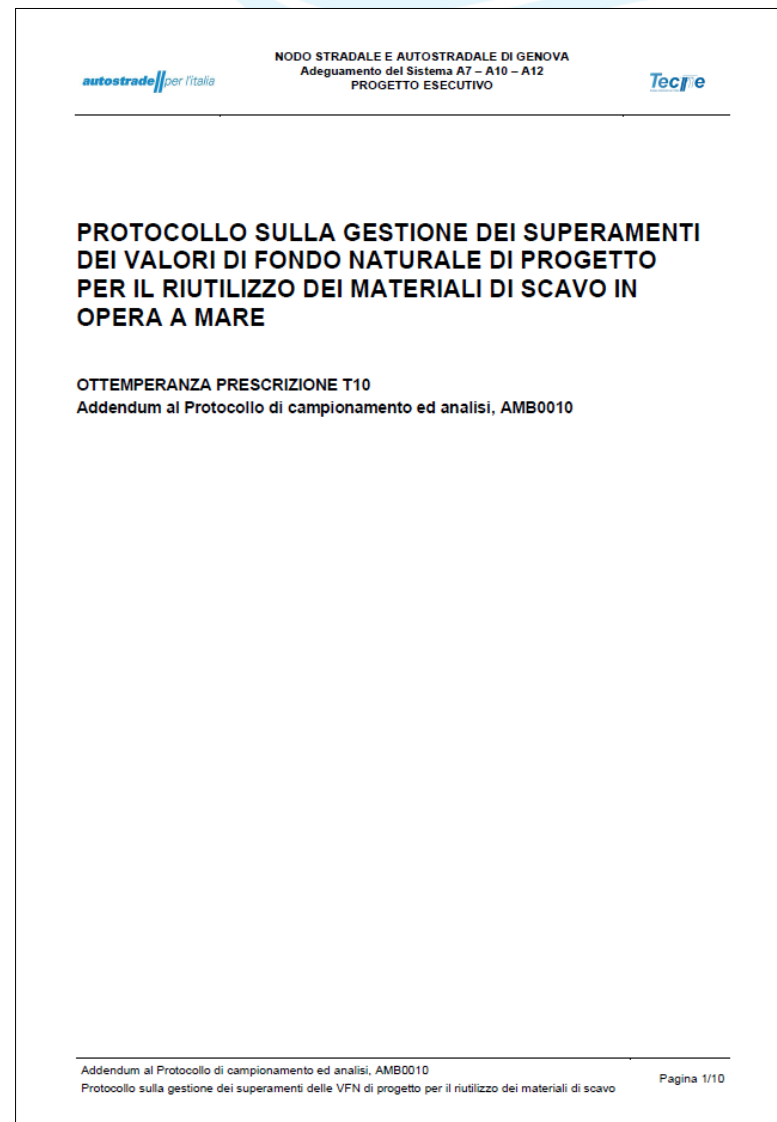 NODO STRADALE E AUTOSTRADALE DI GENOVA
Adeguamento del Sistema A7 – A10 – A12
PROGETTO ESECUTIVO
autostrade//per l'italia
Tecne
PROTOCOLLO SULLA GESTIONE DEI SUPERAMENTI
DEI VALORI DI FONDO NATURALE DI PROGETTO
PER IL RIUTILIZZO DEI MATERIALI DI SCAVO IN
OPERA A MARE
OTTEMPERANZA PRESCRIZIONE T10
Addendum al Protocollo di campionamento ed analisi, AMB0010
Addendum al Protocollo di campionamento ed analisi, AMB0010
Protocollo sulla gestione dei superamenti delle VFN di progetto per il riutilizzo dei materiali di scavo
Pagina 1/10